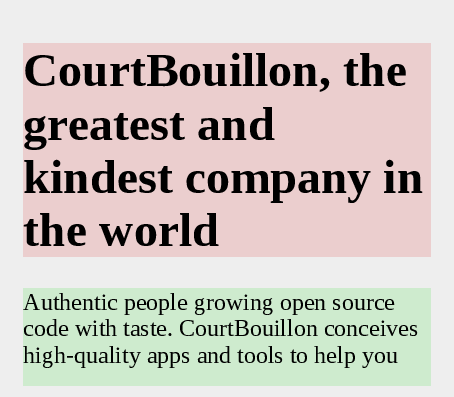 CourtBouillon, the
greatest and
kindest company in
the world
Authentic people growing open source
code with taste. CourtBouillon conceives
high-quality apps and tools to help you